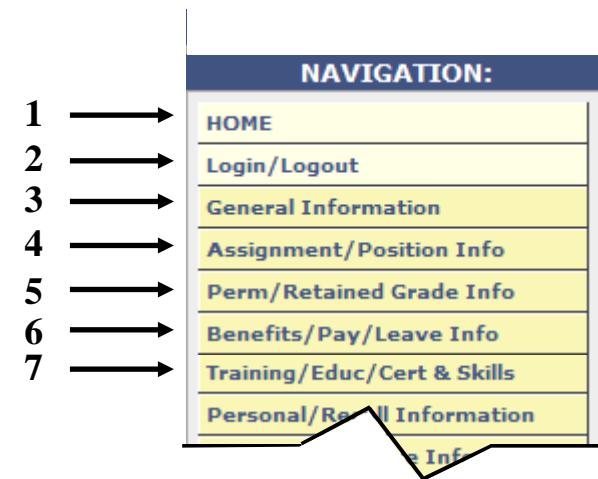 NAVIGATION:
1 HOME
2 Login/Logout
3 General Information
4 Assignment/Position Info
5 Perm/Retained Grade Info
6 Benefits/Pay/Leave Info
7 Training/Educ/Cert & Skills
Information